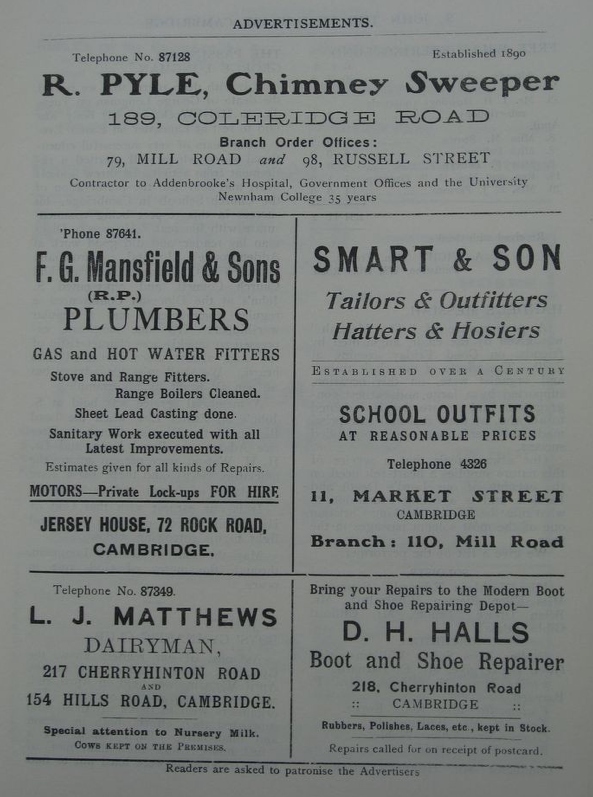 ADVERTISEMENTS.
Telephone No. 87128
Established 1890
R. PYLE, Chimney Sweeper
189, COLERIDGE ROAD
Branch Order Offices:
79, MILL ROAD and 98, RUSSELL STREET
Contractor to Addenbrooke's Hospital, Government Offices and the University
Newnham College 35 years
'Phone 87641.
F. G. Mansfield & Sons
(R.P.)
PLUMBERS
GAS and HOT WATER FITTERS
Stove and Range Fitters.
Range Boilers Cleaned.
Sheet Lead Casting done.
Sanitary Work executed with all
Latest Improvements.
Estimates given for all kinds of Repairs.
MOTORS—Private Lock-ups FOR HIRE
JERSEY HOUSE, 72 ROCK ROAD,
CAMBRIDGE.
SMART & SON
Tailors & Outfitters
Hatters & Hosiers
ESTABLISHED OVER A CENTURY
SCHOOL OUTFITS
AT REASONABLE PRICES
Telephone 4326
11, MARKET STREET
CAMBRIDGE
Branch: 110, Mill Road
Telephone No. 87349.
L. J. MATTHEWS
DAIRYMAN,
217 CHERRYHINTON ROAD
AND
154 HILLS ROAD, CAMBRIDGE.
Special attention to Nursery Milk.
COWS KEPT ON THE PREMISES.
Bring your Repairs to the Modern Boot
and Shoe Repairing Depot—
D. H. HALLS
Boot and Shoe Repairer
218, Cherryhinton Road
:: CAMBRIDGE ::
Rubbers, Polishes, Laces, etc., kept in Stock.
Repairs called for on receipt of postcard.
Readers are asked to patronise the Advertisers